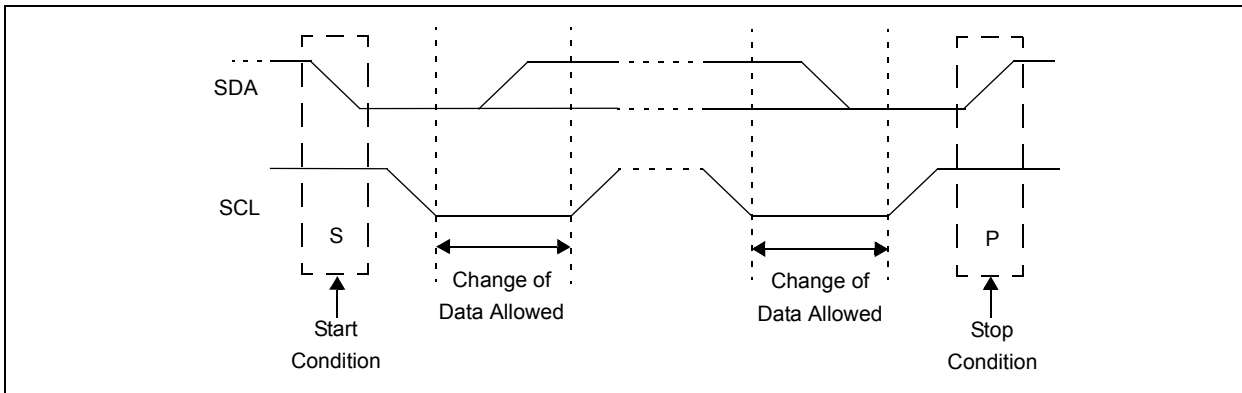 SDA
SCL
S
P
Change of
Data Allowed
Change of
Data Allowed
Start
Condition
Stop
Condition